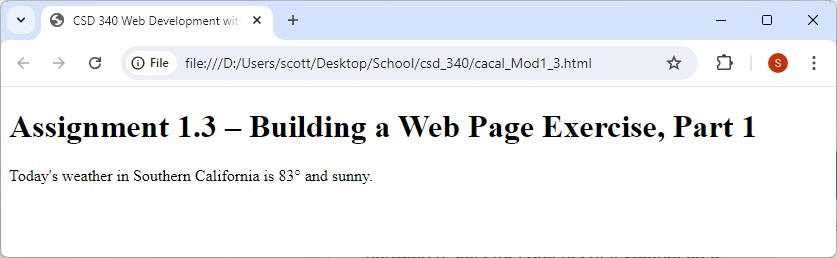 CSD 340 Web Development wit
File
file:///D:/Users/scott/Desktop/School/csd_340/cacal_Mod1_3.html
S
Assignment 1.3 – Building a Web Page Exercise, Part 1
Today's weather in Southern California is 83° and sunny.